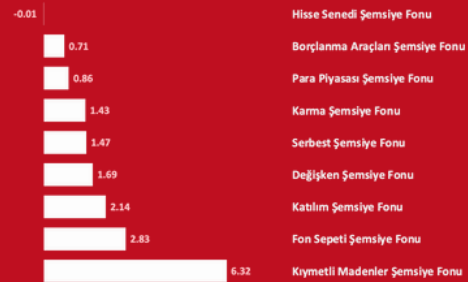 -0.01 Hisse Senedi Şemsiye Fonu
0.71 Borçlanma Araçları Şemsiye Fonu
0.86 Para Piyasası Şemsiye Fonu
1.43 Karma Şemsiye Fonu
1.47 Serbest Şemsiye Fonu
1.69 Değişken Şemsiye Fonu
2.14 Katılım Şemsiye Fonu
2.83 Fon Sepeti Şemsiye Fonu
6.32 Kıymetli Madenler Şemsiye Fonu